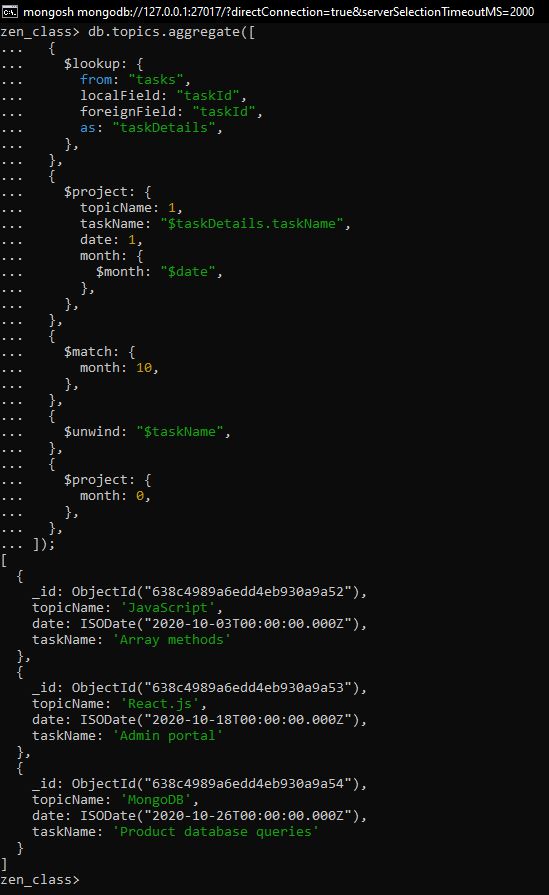 mongosh mongodb://127.0.0.1:27017/?directConnection=true&serverSelectionTimeoutMS=2000
zen_class> db.topics.aggregate([
...   {
...     $lookup: {
...       from: "tasks",
...       localField: "taskId",
...       foreignField: "taskId",
...       as: "taskDetails",
...     },
...   },
...   {
...     $project: {
...       topicName: 1,
...       taskName: "$taskDetails.taskName",
...       date: 1,
...       month: {
...         $month: "$date",
...       },
...     },
...   },
...   {
...     $match: {
...       month: 10,
...     },
...   },
...   {
...     $unwind: "$taskName",
...   },
...   {
...     $project: {
...       month: 0,
...     },
...   },
... ]);
[
  {
    _id: ObjectId("638c4989a6edd4eb930a9a52"),
    topicName: 'JavaScript',
    date: ISODate("2020-10-03T00:00:00.000Z"),
    taskName: 'Array methods'
  },
  {
    _id: ObjectId("638c4989a6edd4eb930a9a53"),
    topicName: 'React.js',
    date: ISODate("2020-10-18T00:00:00.000Z"),
    taskName: 'Admin portal'
  },
  {
    _id: ObjectId("638c4989a6edd4eb930a9a54"),
    topicName: 'MongoDB',
    date: ISODate("2020-10-26T00:00:00.000Z"),
    taskName: 'Product database queries'
  }
]
zen_class>